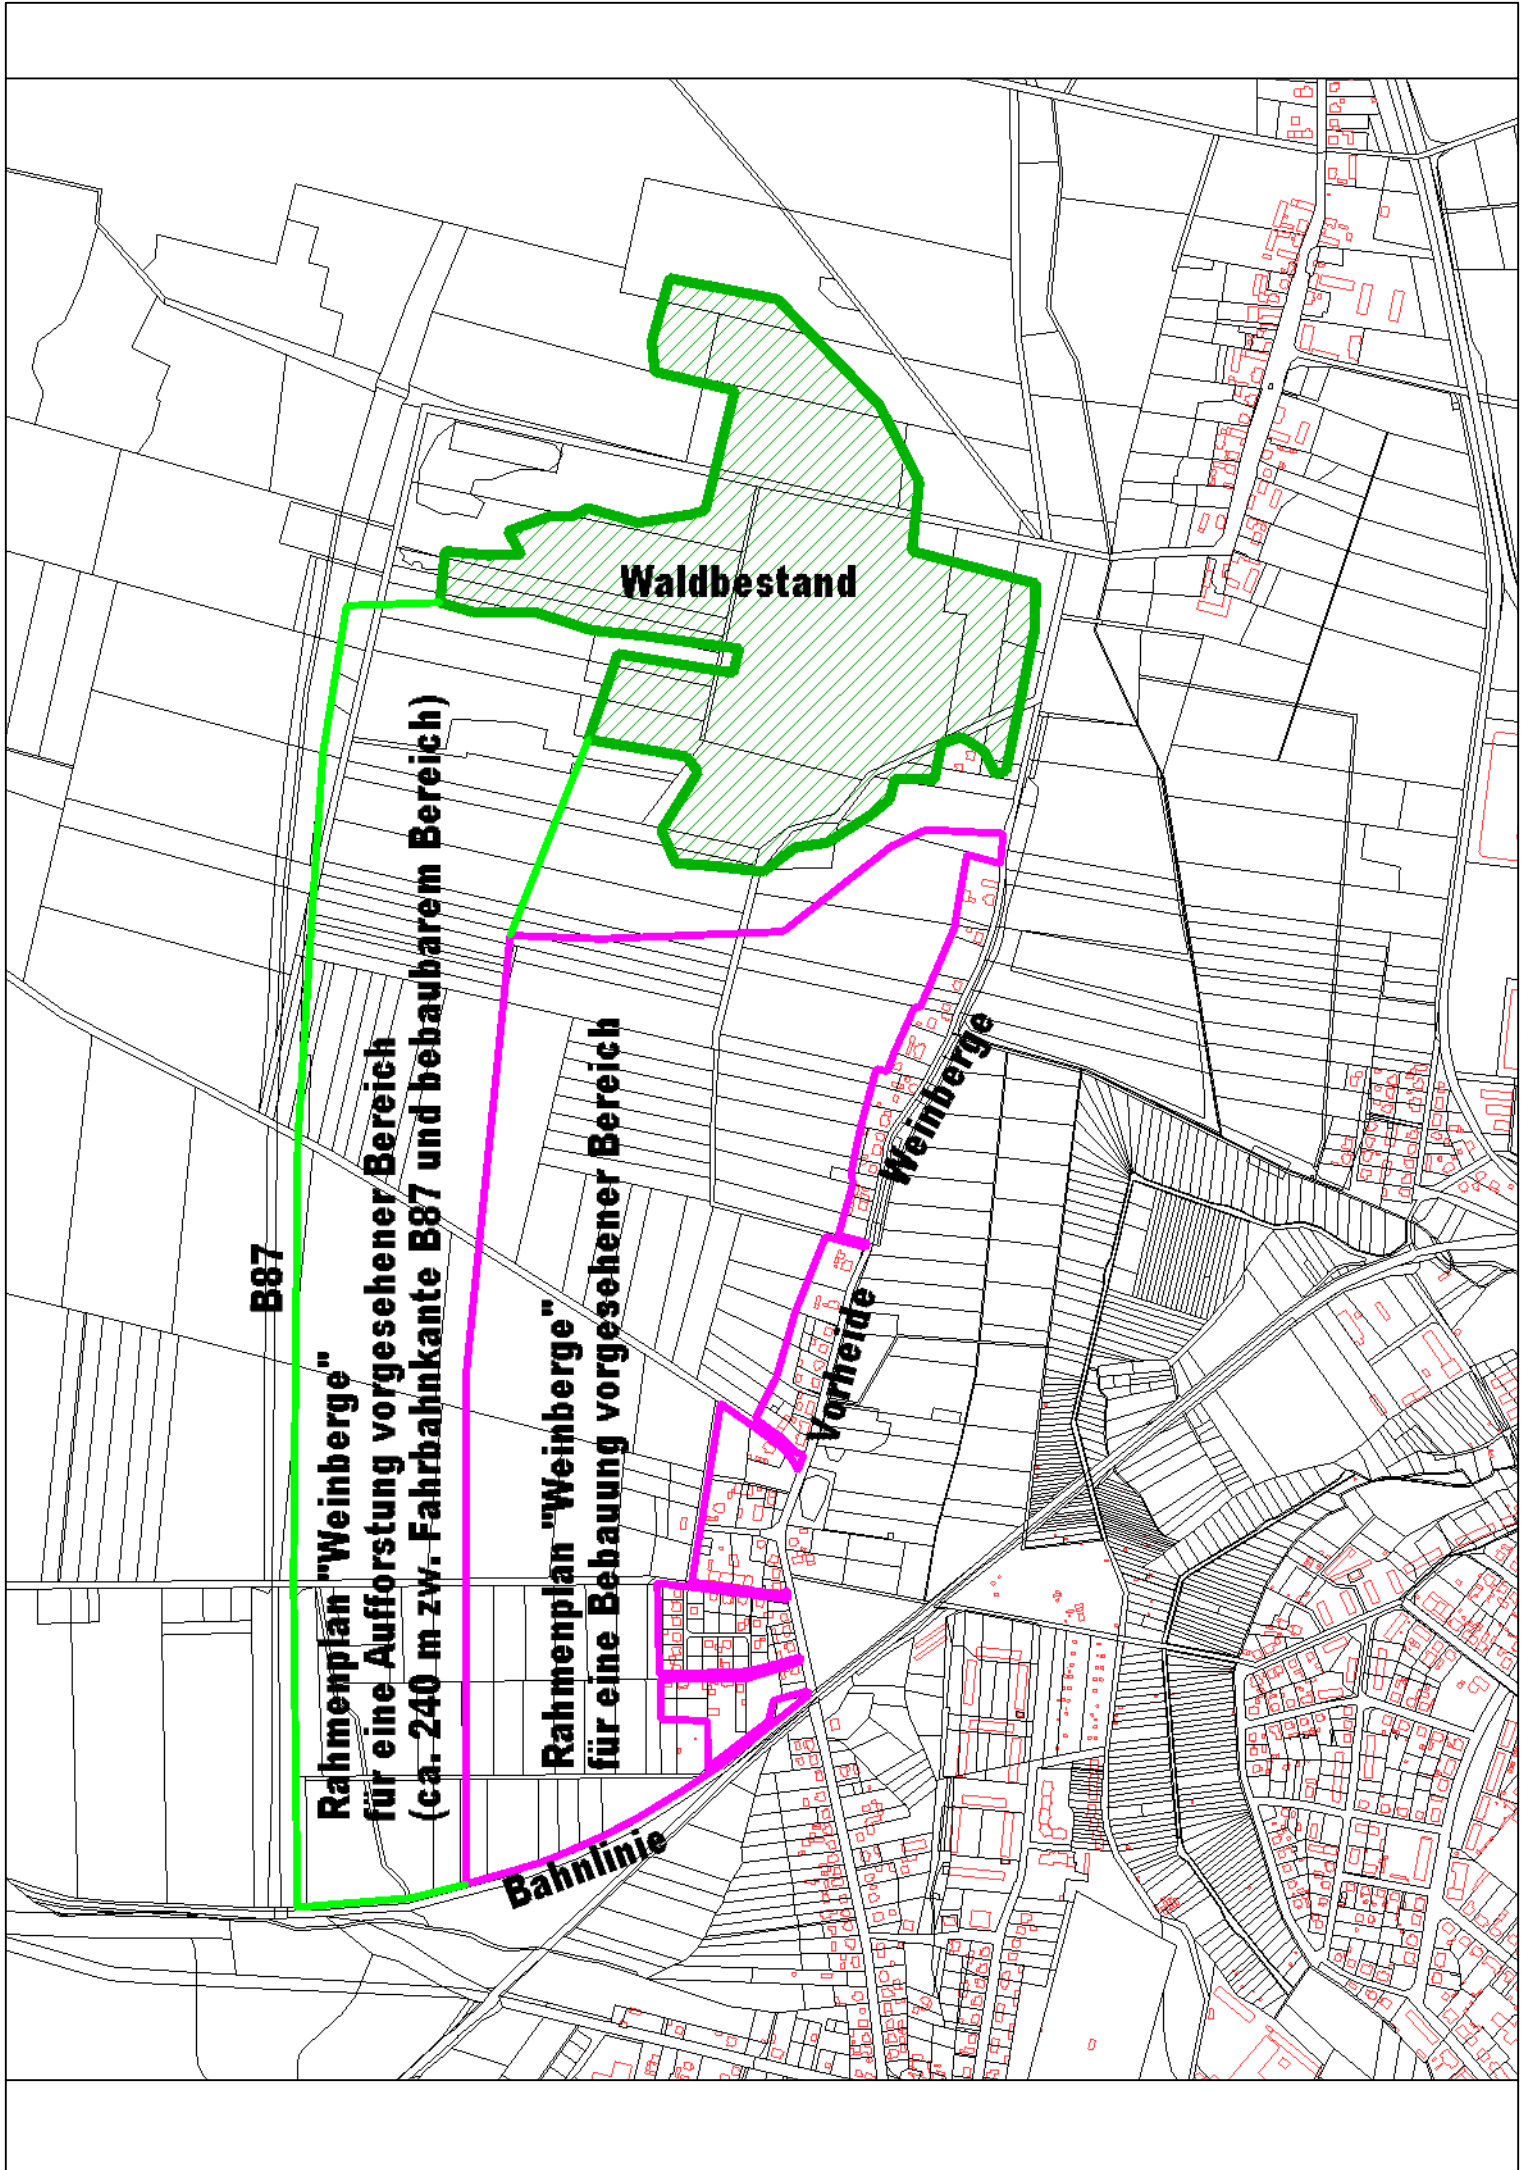 Waldbestand
B87
Rahmenplan "Weinberge"
für eine Aufforstung vorgesehener Bereich
(ca. 240 m zw. Fahrbahnkante B87 und bebaubarem Bereich)
Rahmenplan "Weinberge"
für eine Bebauung vorgesehener Bereich
Weinberge
Vorheide
Bahnlinie